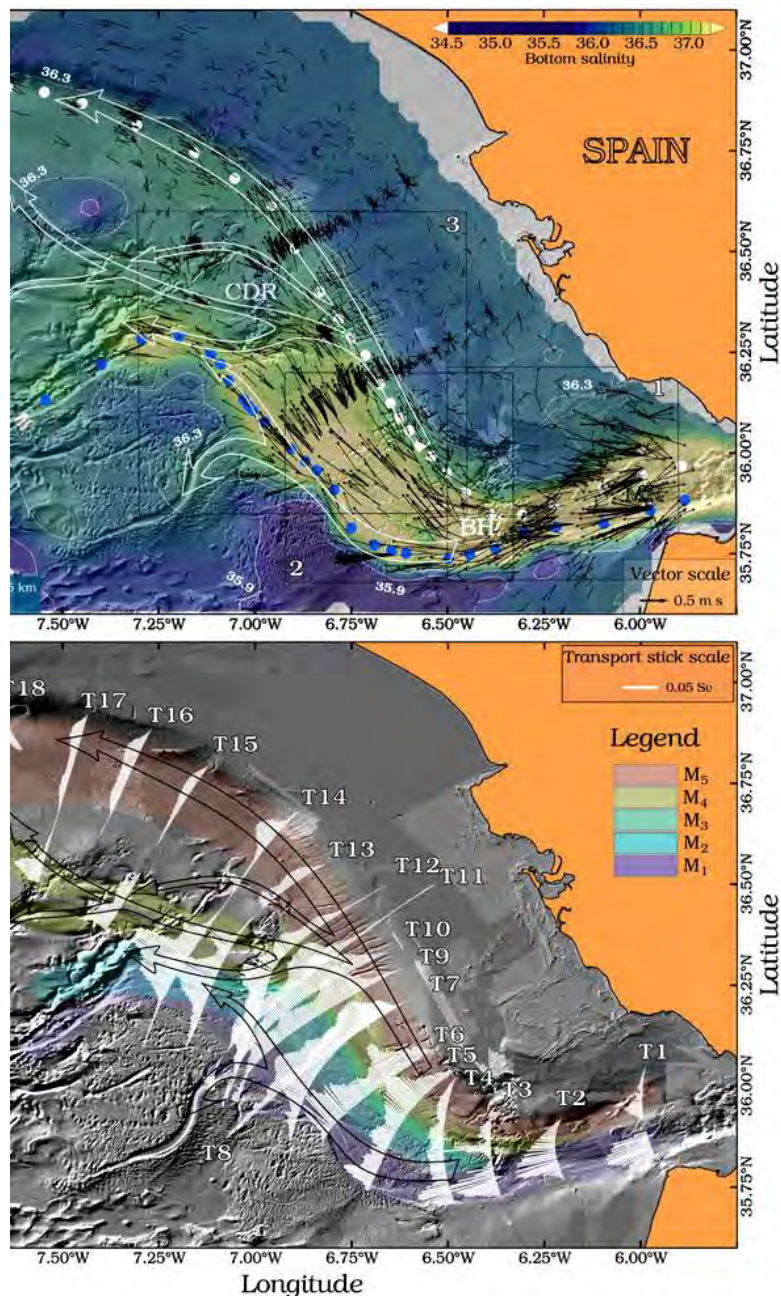 34.5 35.0 35.5 36.0 36.5 37.0
Bottom salinity
37.00°N
36.3
SPAIN
36.75°N
36.3
3
36.50°N
CDR
Latitude
36.25°N
36.3
1
36.3
36.00°N
BH
2
35.9
35.9
35.75°N
km
Vector scale
0.5 m s
7.50°W 7.25°W 7.00°W 6.75°W 6.50°W 6.25°W 6.00°W
Transport stick scale
0.05 Sv
37.00°N
T18
T17
T16
T15
Legend
M5
M4
M3
M2
M1
36.75°N
T14
T13
T12
T11
36.50°N
T10
T9
T7
Latitude
36.25°N
T6
T5
T4
T3
T2
T1
36.00°N
T8
35.75°N
7.50°W 7.25°W 7.00°W 6.75°W 6.50°W 6.25°W 6.00°W
Longitude